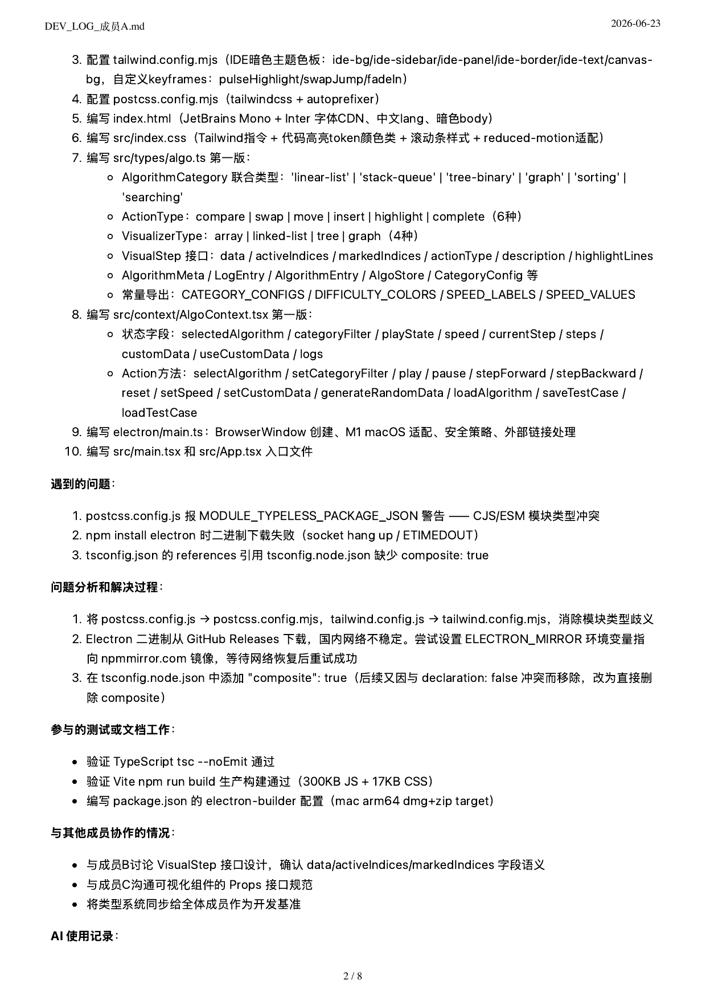 DEV_LOG_成员A.md
2026-06-23
3. 配置 tailwind.config.mjs（IDE暗色主题色板：ide-bg/ide-sidebar/ide-panel/ide-border/ide-text/canvas-
bg，自定义keyframes：pulseHighlight/swapJump/fadeIn）
4. 配置 postcss.config.mjs（tailwindcss + autoprefixer）
5. 编写 index.html（JetBrains Mono + Inter 字体CDN、中文lang、暗色body）
6. 编写 src/index.css（Tailwind指令 + 代码高亮token颜色类 + 滚动条样式 + reduced-motion适配）
7. 编写 src/types/algo.ts 第一版：
○ AlgorithmCategory 联合类型：'linear-list' | 'stack-queue' | 'tree-binary' | 'graph' | 'sorting' |
'searching'
○ ActionType：compare | swap | move | insert | highlight | complete（6种）
○ VisualizerType：array | linked-list | tree | graph（4种）
○ VisualStep 接口：data / activeIndices / markedIndices / actionType / description / highlightLines
○ AlgorithmMeta / LogEntry / AlgorithmEntry / AlgoStore / CategoryConfig 等
○ 常量导出：CATEGORY_CONFIGS / DIFFICULTY_COLORS / SPEED_LABELS / SPEED_VALUES
8. 编写 src/context/AlgoContext.tsx 第一版：
○ 状态字段：selectedAlgorithm / categoryFilter / playState / speed / currentStep / steps /
customData / useCustomData / logs
○ Action方法：selectAlgorithm / setCategoryFilter / play / pause / stepForward / stepBackward /
reset / setSpeed / setCustomData / generateRandomData / loadAlgorithm / saveTestCase /
loadTestCase
9. 编写 electron/main.ts：BrowserWindow 创建、M1 macOS 适配、安全策略、外部链接处理
10. 编写 src/main.tsx 和 src/App.tsx 入口文件
遇到的问题：
1. postcss.config.js 报 MODULE_TYPELESS_PACKAGE_JSON 警告 —— CJS/ESM 模块类型冲突
2. npm install electron 时二进制下载失败（socket hang up / ETIMEDOUT）
3. tsconfig.json 的 references 引用 tsconfig.node.json 缺少 composite: true
问题分析和解决过程：
1. 将 postcss.config.js → postcss.config.mjs，tailwind.config.js → tailwind.config.mjs，消除模块类型歧义
2. Electron 二进制从 GitHub Releases 下载，国内网络不稳定。尝试设置 ELECTRON_MIRROR 环境变量指
向 npmmirror.com 镜像，等待网络恢复后重试成功
3. 在 tsconfig.node.json 中添加 "composite": true（后续又因与 declaration: false 冲突而移除，改为直接删
除 composite）
参与的测试或文档工作：
• 验证 TypeScript tsc --noEmit 通过
• 验证 Vite npm run build 生产构建通过（300KB JS + 17KB CSS）
• 编写 package.json 的 electron-builder 配置（mac arm64 dmg+zip target）
与其他成员协作的情况：
• 与成员B讨论 VisualStep 接口设计，确认 data/activeIndices/markedIndices 字段语义
• 与成员C沟通可视化组件的 Props 接口规范
• 将类型系统同步给全体成员作为开发基准
AI 使用记录：
2 / 8